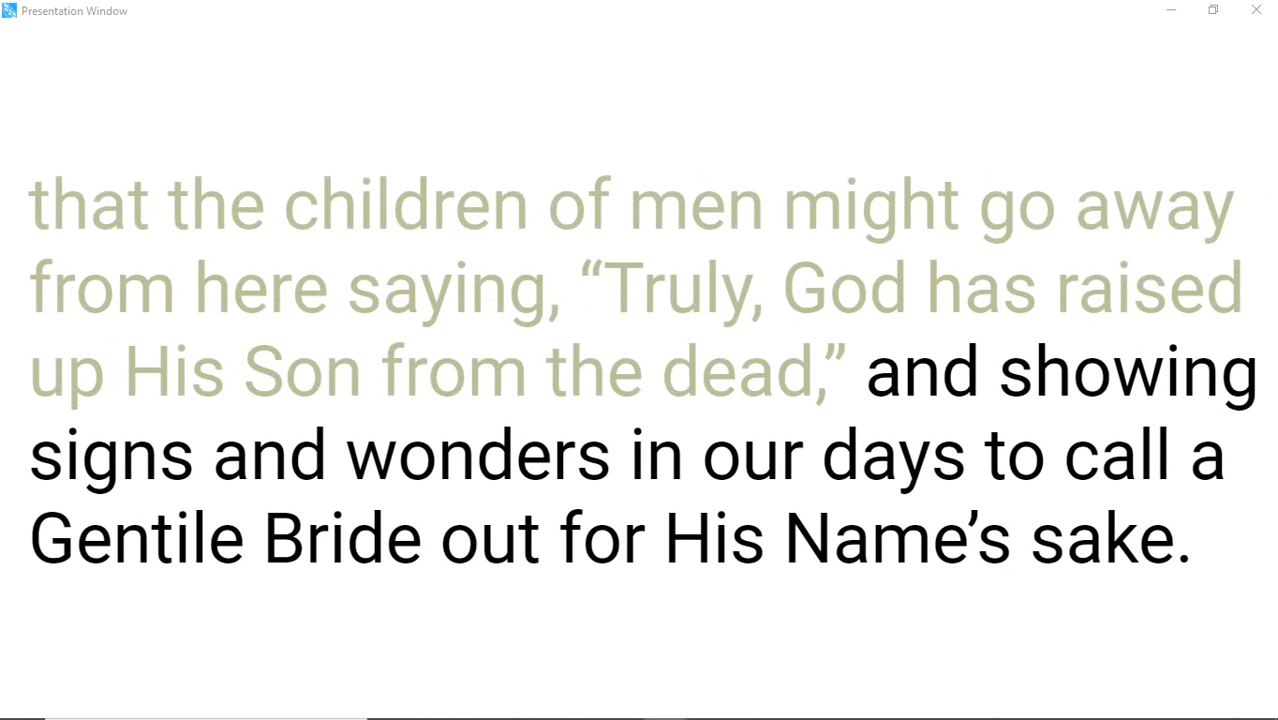 Presentation Window
that the children of men might go away
from here saying, “Truly, God has raised
up His Son from the dead,” and showing
signs and wonders in our days to call a
Gentile Bride out for His Name’s sake.